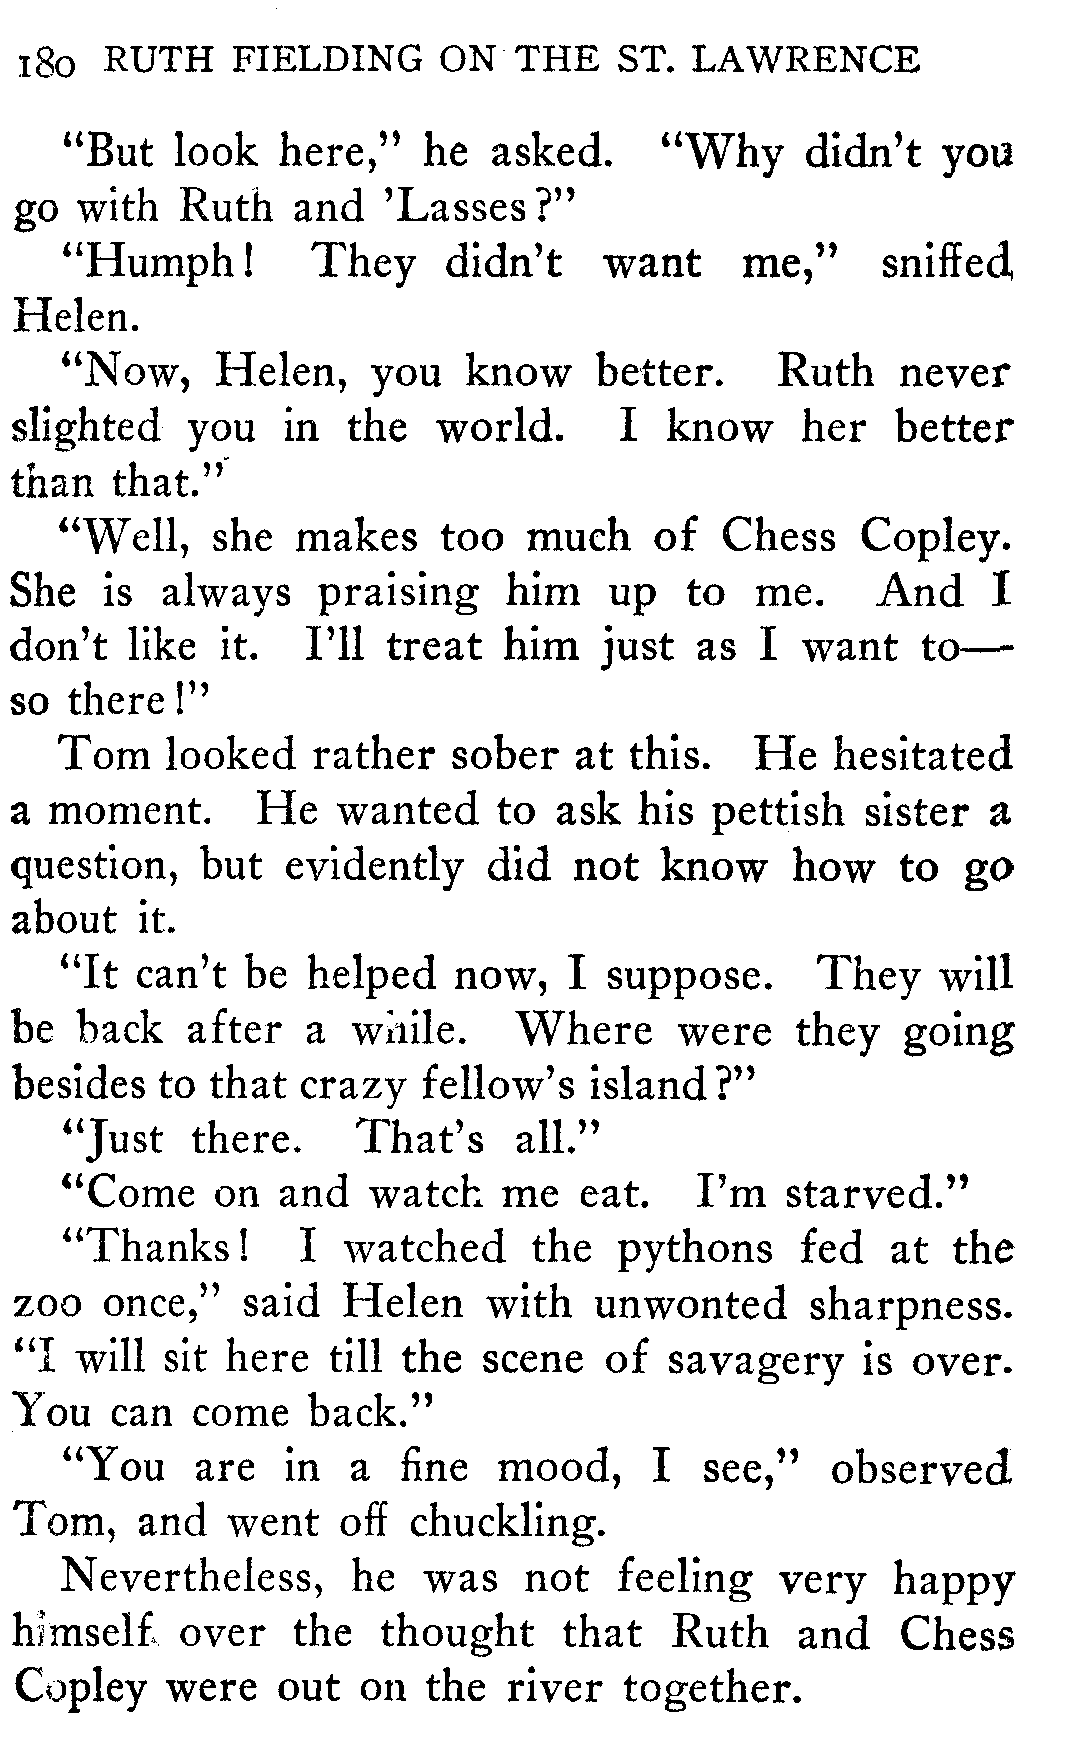 180 RUTH FIELDING ON THE ST. LAWRENCE
"But look here," he asked. "Why didn't you
go with Ruth and 'Lasses?"
"Humph! They didn't want me," sniffed
Helen.
"Now, Helen, you know better. Ruth never
slighted you in the world. I know her better
than that."
"Well, she makes too much of Chess Copley.
She is always praising him up to me. And I
don't like it. I'll treat him just as I want to—
so there!"
Tom looked rather sober at this. He hesitated
a moment. He wanted to ask his pettish sister a
question, but evidently did not know how to go
about it.
"It can't be helped now, I suppose. They will
be back after a while. Where were they going
besides to that crazy fellow's island?"
"Just there. That's all."
"Come on and watch me eat. I'm starved."
"Thanks! I watched the pythons fed at the
zoo once," said Helen with unwonted sharpness.
"I will sit here till the scene of savagery is over.
You can come back."
"You are in a fine mood, I see," observed
Tom, and went off chuckling.
Nevertheless, he was not feeling very happy
himself over the thought that Ruth and Chess
Copley were out on the river together.